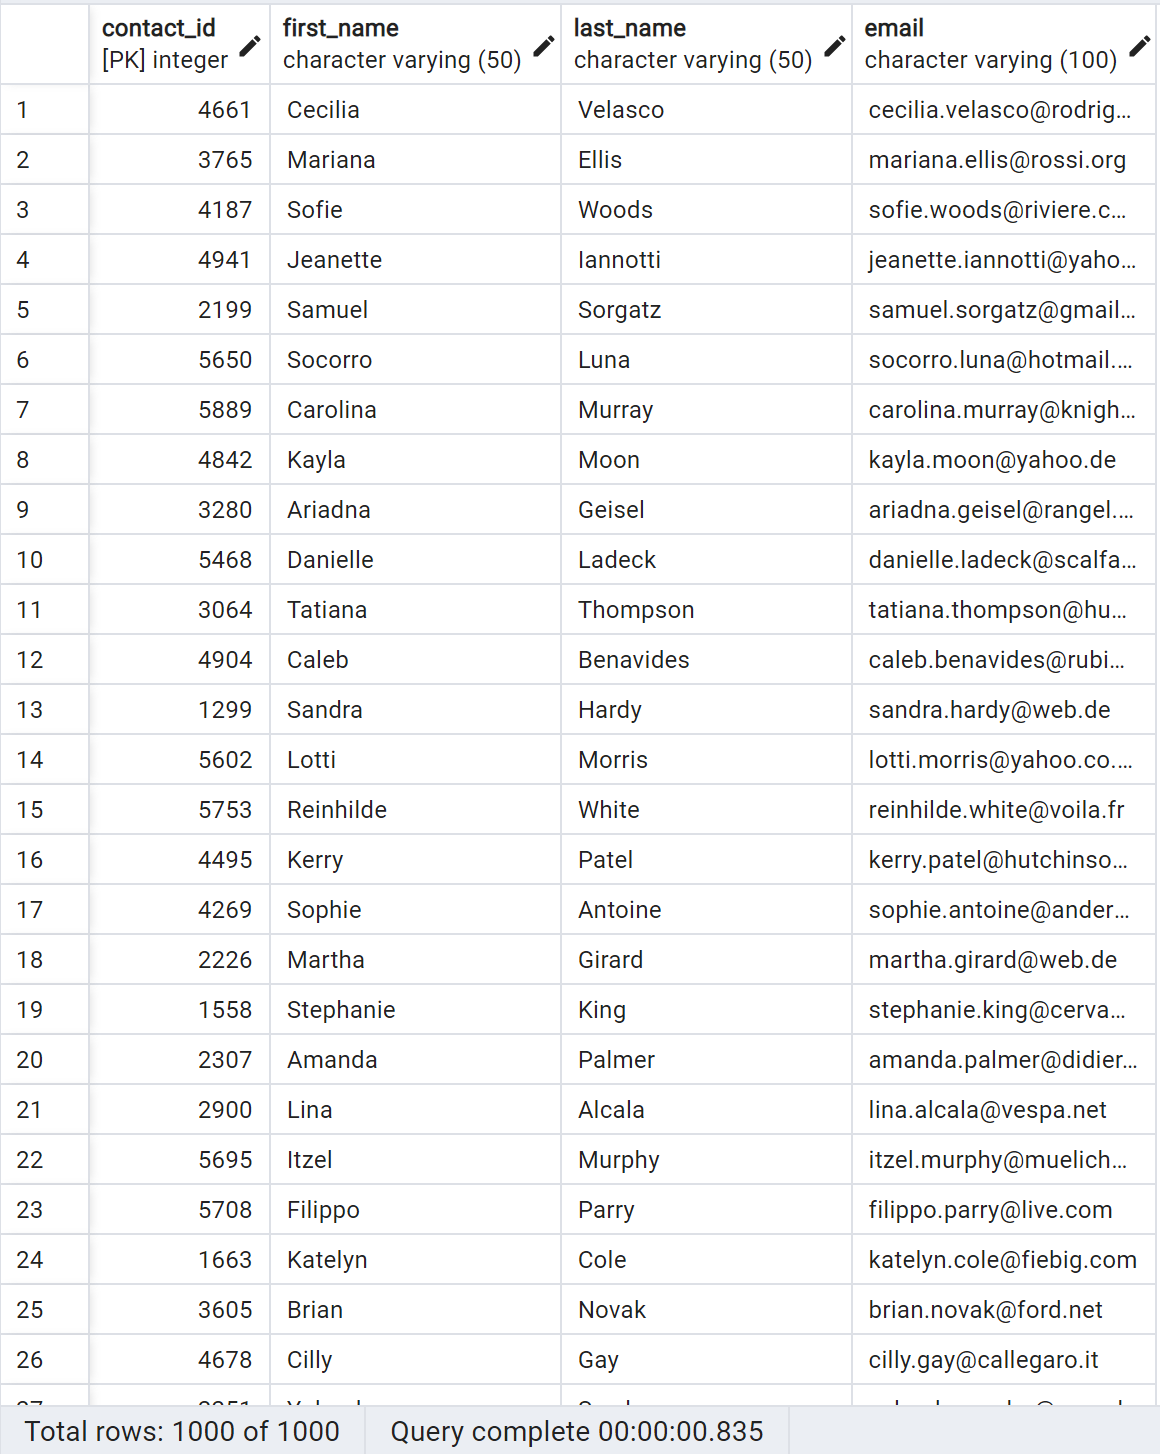 contact_id first_name last_name email
[PK] integer character varying (50) character varying (50) character varying (100)
1 4661 Cecilia Velasco cecilia.velasco@rodrig...
2 3765 Mariana Ellis mariana.ellis@rossi.org
3 4187 Sofie Woods sofie.woods@riviere.c...
4 4941 Jeanette Iannotti jeanette.iannotti@yaho...
5 2199 Samuel Sorgatz samuel.sorgatz@gmail...
6 5650 Socorro Luna socorro.luna@hotmail....
7 5889 Carolina Murray carolina.murray@knigh...
8 4842 Kayla Moon kayla.moon@yahoo.de
9 3280 Ariadna Geisel ariadna.geisel@rangel....
10 5468 Danielle Ladeck danielle.ladeck@scalfa...
11 3064 Tatiana Thompson tatiana.thompson@hu...
12 4904 Caleb Benavides caleb.benavides@rubi...
13 1299 Sandra Hardy sandra.hardy@web.de
14 5602 Lotti Morris lotti.morris@yahoo.co....
15 5753 Reinhilde White reinhilde.white@voila.fr
16 4495 Kerry Patel kerry.patel@hutchinso...
17 4269 Sophie Antoine sophie.antoine@ander...
18 2226 Martha Girard martha.girard@web.de
19 1558 Stephanie King stephanie.king@cerva...
20 2307 Amanda Palmer amanda.palmer@didier...
21 2900 Lina Alcala lina.alcala@vespa.net
22 5695 Itzel Murphy itzel.murphy@muelich...
23 5708 Filippo Parry filippo.parry@live.com
24 1663 Katelyn Cole katelyn.cole@fiebig.com
25 3605 Brian Novak brian.novak@ford.net
26 4678 Cilly Gay cilly.gay@callegaro.it
Total rows: 1000 of 1000 Query complete 00:00:00.835